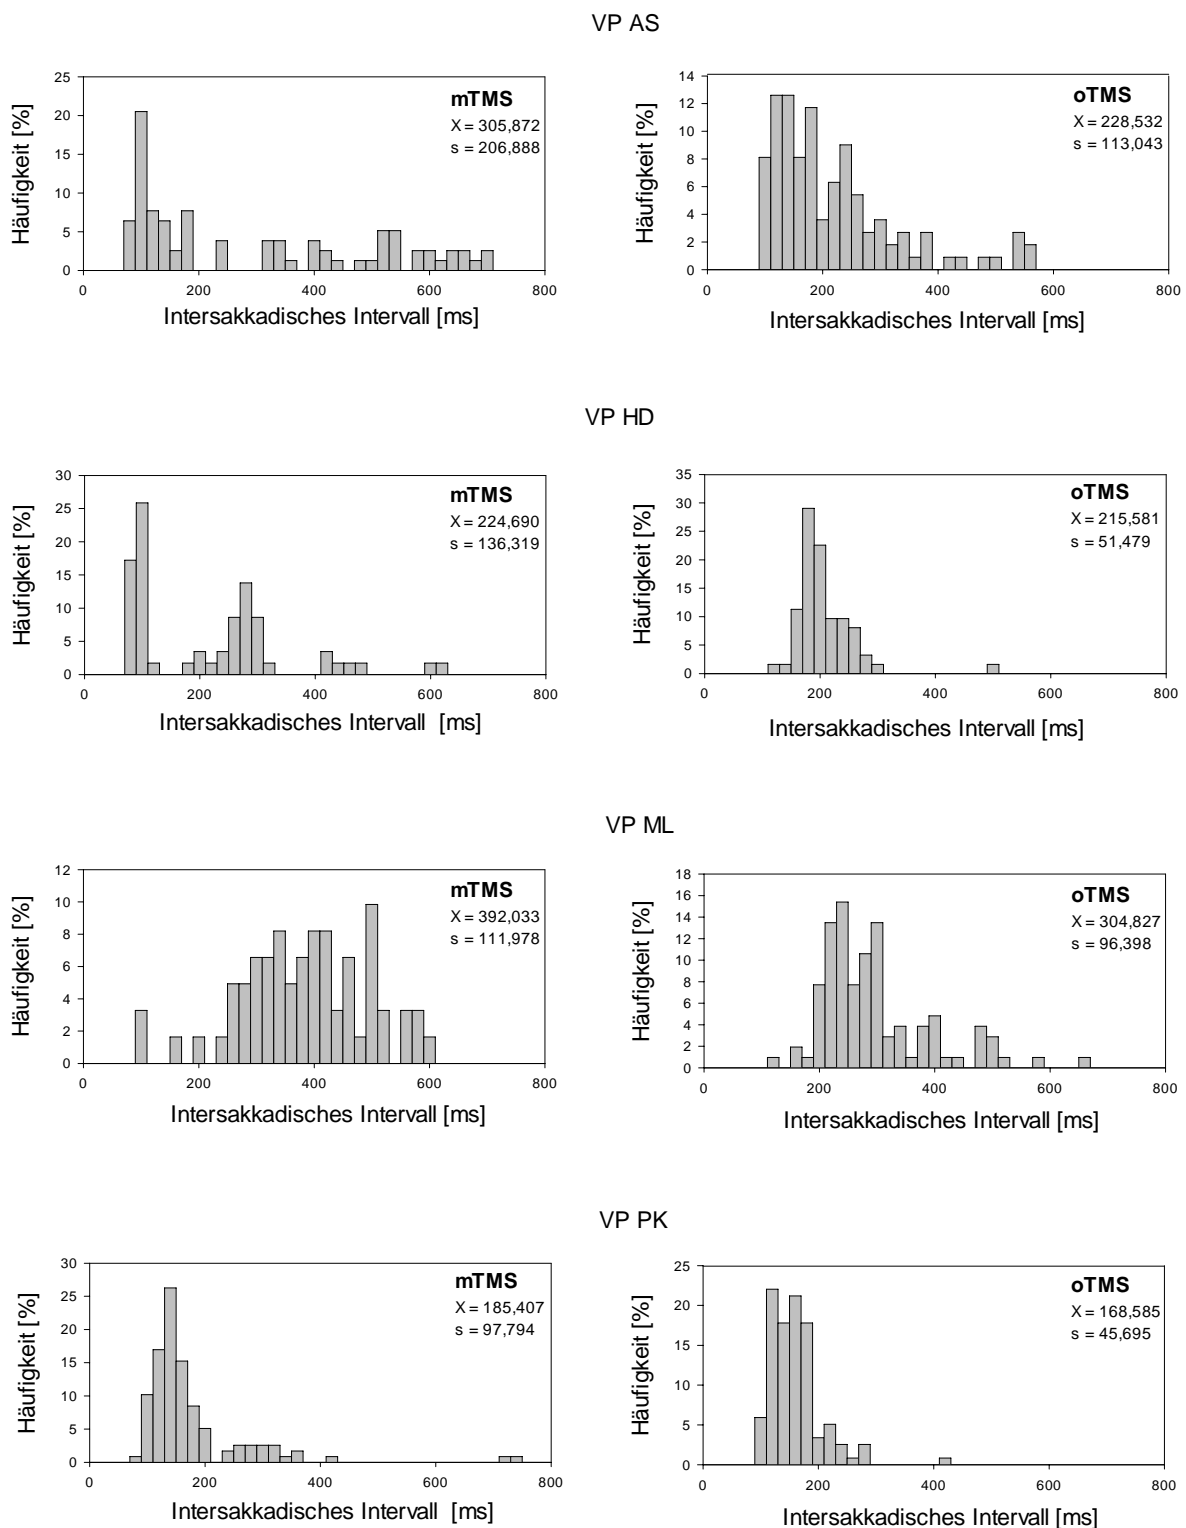 VP AS
Häufigkeit [%]
25
20
15
10
5
0
mTMS
X = 305,872
s = 206,888
0 200 400 600 800
Intersakkadisches Intervall [ms]
Häufigkeit [%]
14
12
10
8
6
4
2
0
oTMS
X = 228,532
s = 113,043
0 200 400 600 800
Intersakkadisches Intervall [ms]
VP HD
Häufigkeit [%]
30
25
20
15
10
5
0
mTMS
X = 224,690
s = 136,319
0 200 400 600 800
Intersakkadisches Intervall [ms]
Häufigkeit [%]
35
30
25
20
15
10
5
0
oTMS
X = 215,581
s = 51,479
0 200 400 600 800
Intersakkadisches Intervall [ms]
VP ML
Häufigkeit [%]
12
10
8
6
4
2
0
mTMS
X = 392,033
s = 111,978
0 200 400 600 800
Intersakkadisches Intervall [ms]
Häufigkeit [%]
18
16
14
12
10
8
6
4
2
0
oTMS
X = 304,827
s = 96,398
0 200 400 600 800
Intersakkadisches Intervall [ms]
VP PK
Häufigkeit [%]
30
25
20
15
10
5
0
mTMS
X = 185,407
s = 97,794
0 200 400 600 800
Intersakkadisches Intervall [ms]
Häufigkeit [%]
25
20
15
10
5
0
oTMS
X = 168,585
s = 45,695
0 200 400 600 800
Intersakkadisches Intervall [ms]